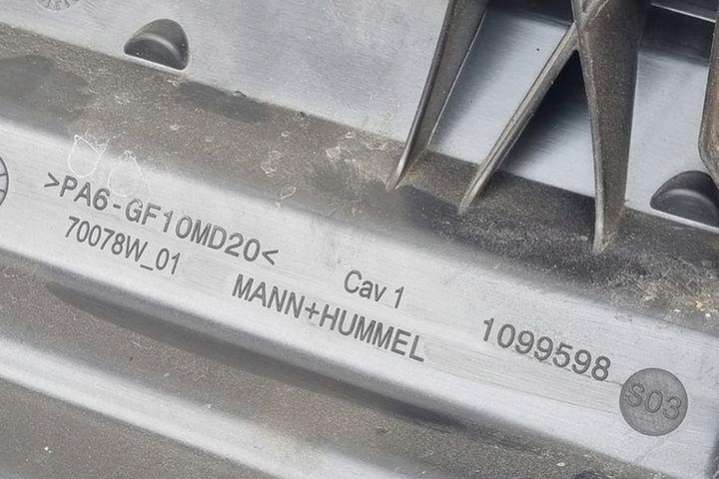 >PA6-GF10MD20<
70078W_01
Cav 1
MANN+HUMMEL
1099598
S03